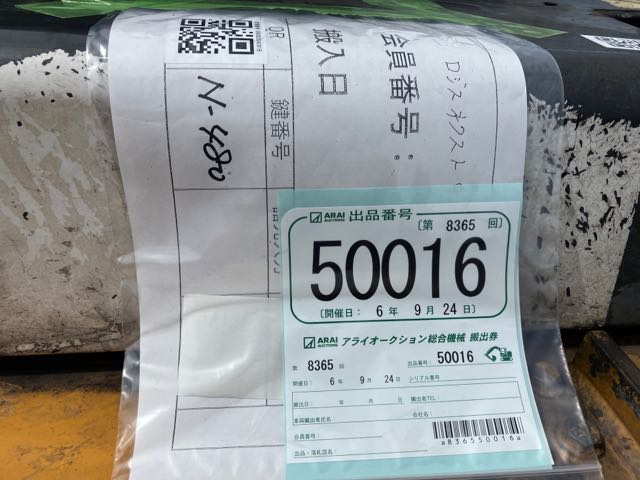 QR
鍵番号
N-480
搬入日
会員番号
ARAI AUCTIONS 出品番号
〔第 8365 回〕
50016
〔開催日： 6 年 9 月 24 日〕
ARAI AUCTIONS アライオークション総合機械 搬出券
第 8365 回 出品番号： 50016
開催日： 6 年 9 月 24 日 シリアル番号
搬出日： 年 月 日 搬出者TEL：
車両搬出者氏名： 会社名：
会員番号：
出品・落札店名：
a836550016a